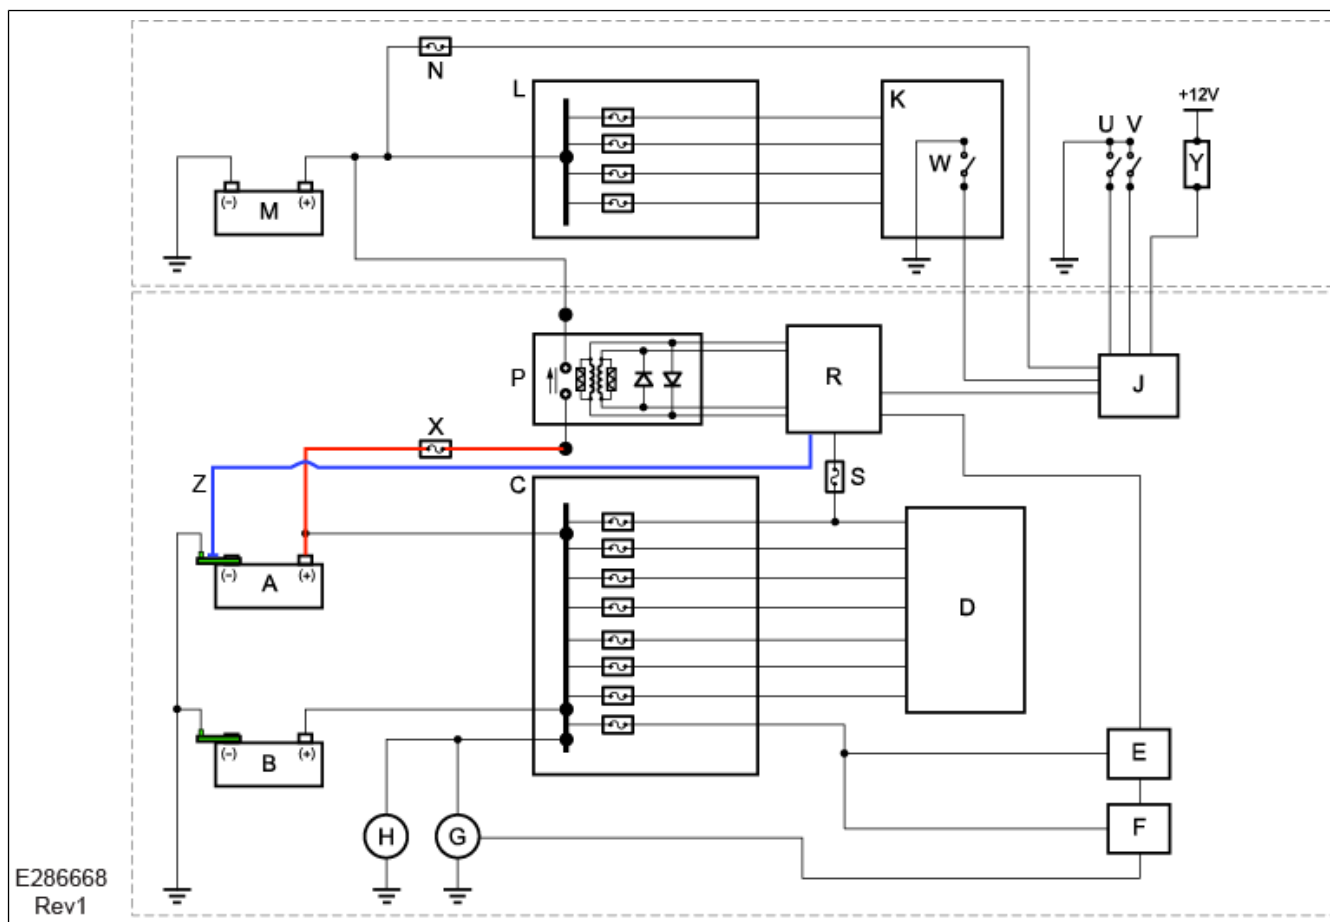 N
L
K
+12V
U V
W
Y
M
(-) (+)
P
R
J
X
Z
S
C
A
(-) (+)
D
B
(-) (+)
E
H
G
F
E286668
Rev1